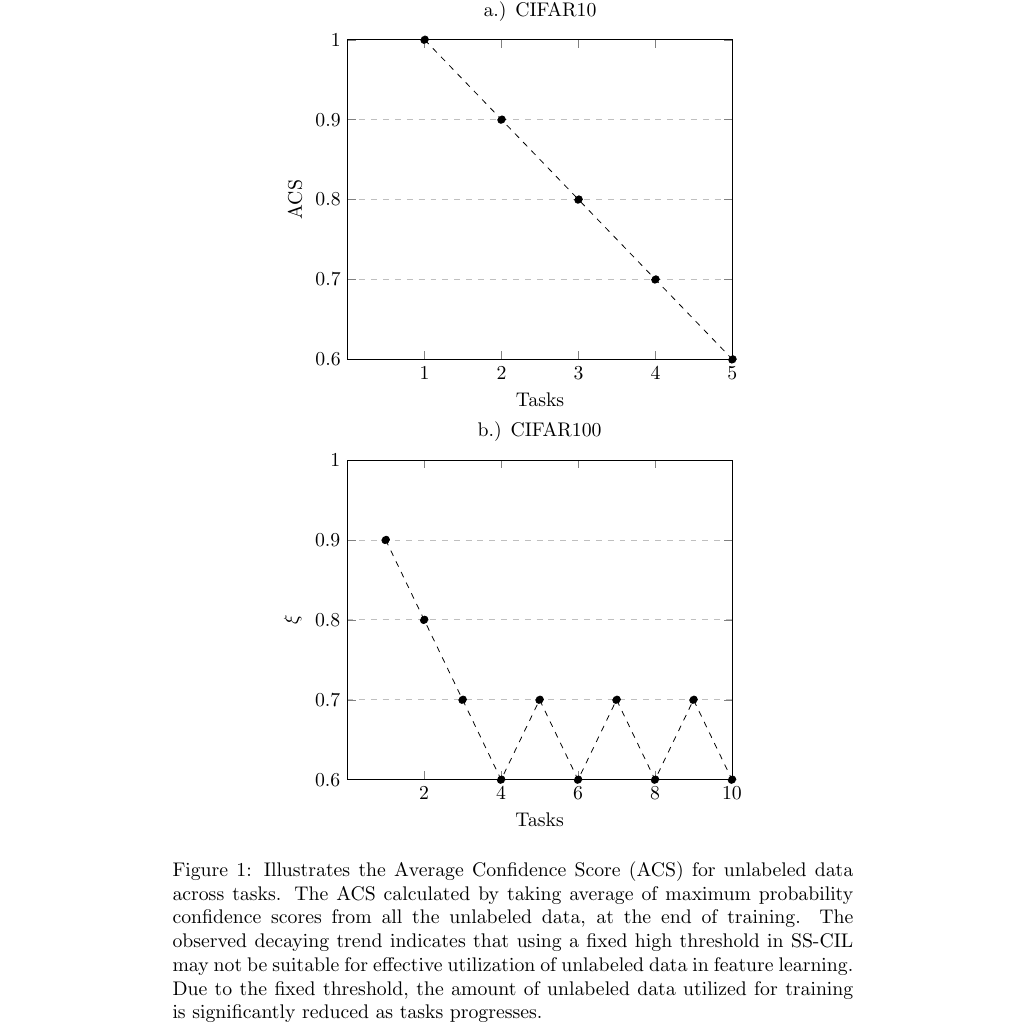 a.) CIFAR10
1
0.9
0.8
0.7
0.6
ACS
1 2 3 4 5
Tasks
b.) CIFAR100
1
0.9
0.8
0.7
0.6
ξ
2 4 6 8 10
Tasks
Figure 1: Illustrates the Average Confidence Score (ACS) for unlabeled data
across tasks. The ACS calculated by taking average of maximum probability
confidence scores from all the unlabeled data, at the end of training. The
observed decaying trend indicates that using a fixed high threshold in SS-CIL
may not be suitable for effective utilization of unlabeled data in feature learning.
Due to the fixed threshold, the amount of unlabeled data utilized for training
is significantly reduced as tasks progresses.